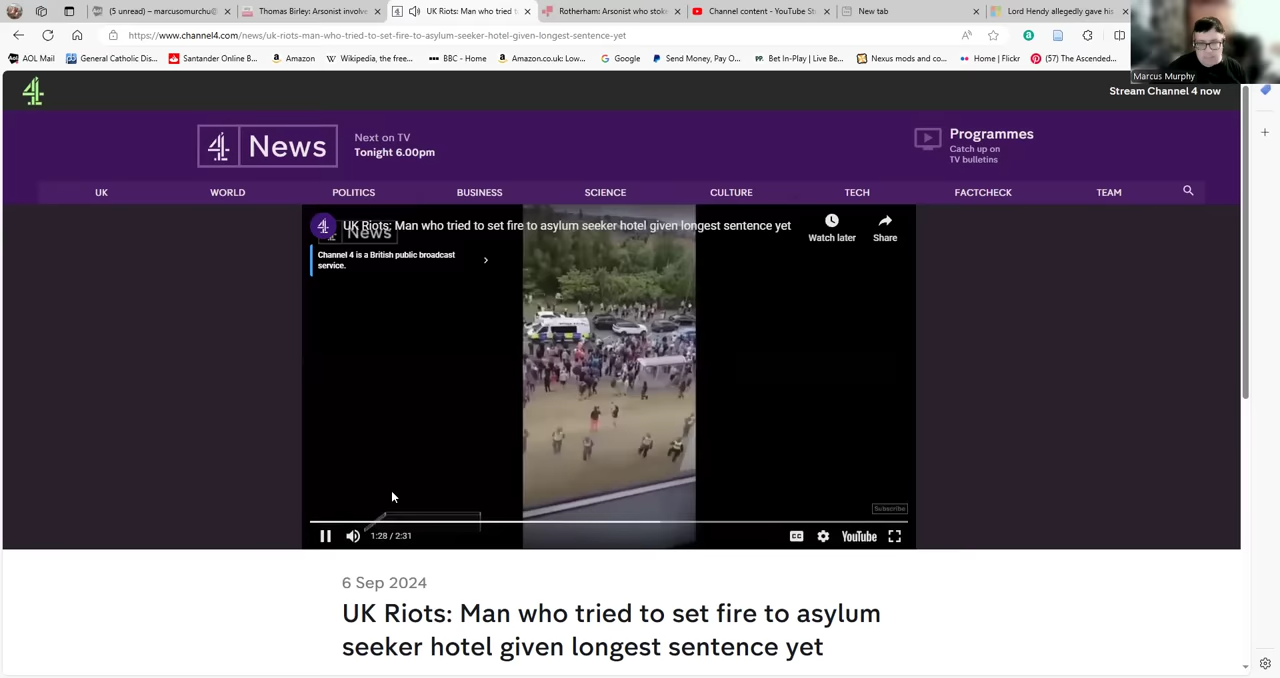 (5 unread) – marcusomurchu@
Thomas Birley: Arsonist involve
UK Riots: Man who tried t
Rotherham: Arsonist who stok
Channel content - YouTube St
New tab
Lord Hendy allegedly gave his
https://www.channel4.com/news/uk-riots-man-who-tried-to-set-fire-to-asylum-seeker-hotel-given-longest-sentence-yet
AOL Mail
General Catholic Dis...
Santander Online B...
Amazon
Wikipedia, the free...
BBC - Home
Amazon.co.uk: Low...
Google
Send Money, Pay O...
Bet In-Play | Live Be...
Nexus mods and co...
Home | Flickr
(57) The Ascended...
Marcus Murphy
4
Stream Channel 4 now
4 News
Next on TV
Tonight 6.00pm
Programmes
Catch up on
TV bulletins
UK
WORLD
POLITICS
BUSINESS
SCIENCE
CULTURE
TECH
FACTCHECK
TEAM
UK Riots: Man who tried to set fire to asylum seeker hotel given longest sentence yet
News
Watch later
Share
Channel 4 is a British public broadcast
service.
Subscribe
1:28 / 2:31
CC
YouTube
6 Sep 2024
UK Riots: Man who tried to set fire to asylum
seeker hotel given longest sentence yet